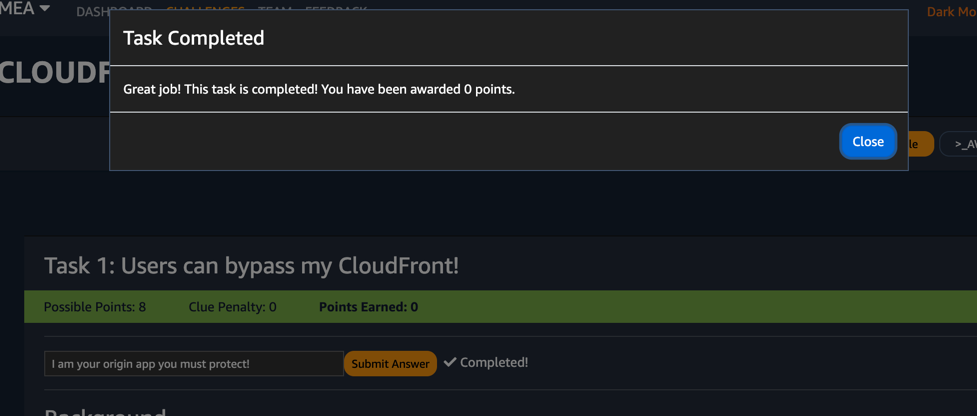 MEA
DASHBOARD CHALLENGES TEAM FEEDBACK
Dark Mo
Task Completed
CLOUDF
Great job! This task is completed! You have been awarded 0 points.
Close
le
>_AV
Task 1: Users can bypass my CloudFront!
Possible Points: 8 Clue Penalty: 0 Points Earned: 0
I am your origin app you must protect! Submit Answer Completed!
Background